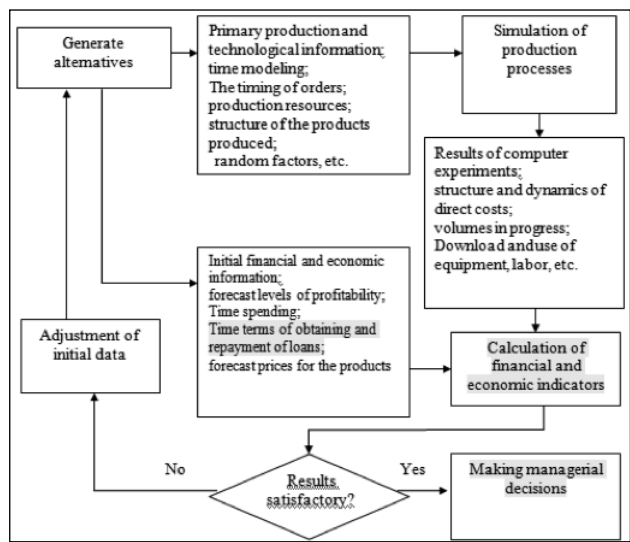 Generate
alternatives
Primary production and
technological information;
time modeling;
The timing of orders;
production resources;
structure of the products
produced;
random factors, etc.
Simulation of
production
processes
Results of computer
experiments;
structure and dynamics of
direct costs;
volumes in progress;
Download anduse of
equipment, labor, etc.
Initial financial and economic
information;
forecast levels of profitability;
Time spending;
Time terms of obtaining and
repayment of loans;
forecast prices for the products
Adjustment of
initial data
Calculation of
financial and
economic indicators
No
Results
satisfactory?
Yes
Making managerial
decisions